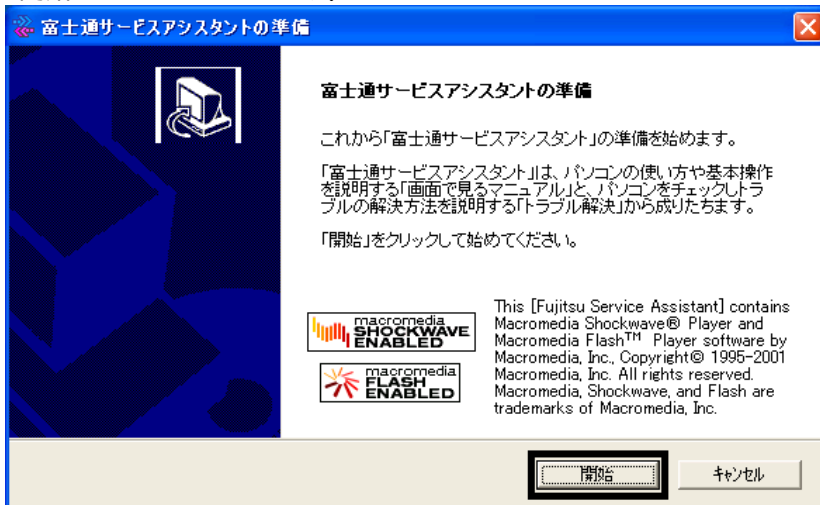 富士通サービスアシスタントの準備
富士通サービスアシスタントの準備
これから「富士通サービスアシスタント」の準備を始めます。
「富士通サービスアシスタント」は、パソコンの使い方や基本操作
を説明する「画面で見るマニュアル」と、パソコンをチェックしトラ
ブルの解決方法を説明する「トラブル解決」から成りたちます。
「開始」をクリックして始めてください。
macromedia
SHOCKWAVE
ENABLED
macromedia
FLASH
ENABLED
This [Fujitsu Service Assistant] contains
Macromedia Shockwave® Player and
Macromedia Flash™ Player software by
Macromedia, Inc., Copyright© 1995-2001
Macromedia, Inc. All rights reserved.
Macromedia, Shockwave, and Flash are
trademarks of Macromedia, Inc.
開始
キャンセル